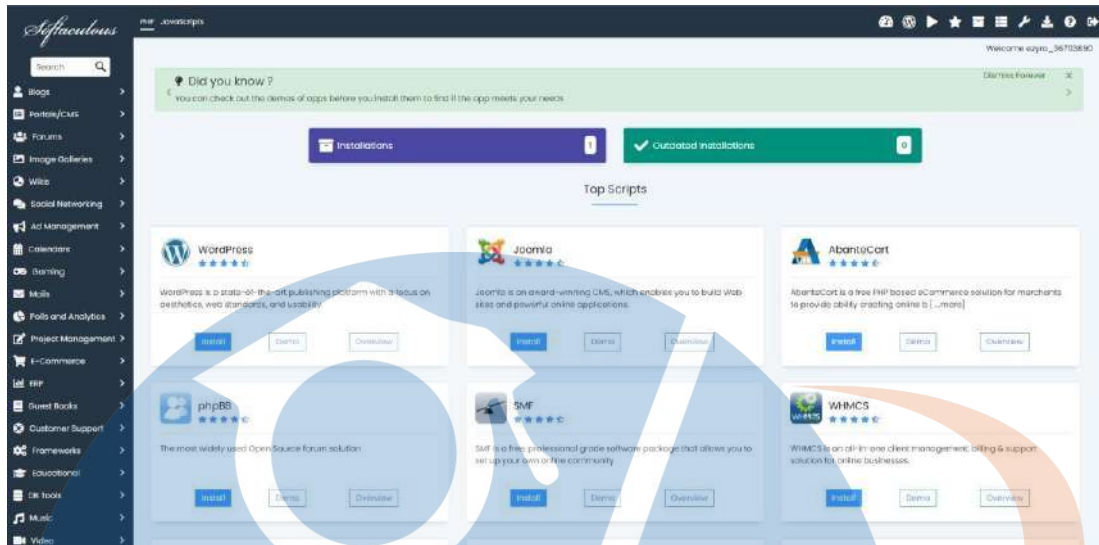 Softaculous
PHP Javascripts
Welcome ezyro_36703690
Search
Did you know ?
Dismiss Forever
You can check out the demos of apps before you install them to find if the app meets your needs
Blogs
Portals/CMS
Forums
Image Galleries
Wikis
Social Networking
Ad Management
Calendars
Gaming
Mails
Polls and Analytics
Project Management
E-Commerce
ERP
Guest Books
Customer Support
Frameworks
Educational
DB Tools
Music
Video
Installations 1
Outdated Installations 0
Top Scripts
WordPress
WordPress is a state-of-the-art publishing platform with a focus on
aesthetics, web standards, and usability
Install Demo Overview
Joomla
Joomla is an award-winning CMS, which enables you to build Web
sites and powerful online applications.
Install Demo Overview
AbanteCart
AbanteCart is a free PHP based eCommerce solution for merchants
to provide ability creating online b [ ...more]
Install Demo Overview
phpBB
The most widely used Open Source forum solution
Install Demo Overview
SMF
SMF is a free, professional grade software package that allows you to
set up your own online community
Install Demo Overview
WHMCS
WHMCS is an all-in-one client management, billing & support
solution for online businesses.
Install Demo Overview